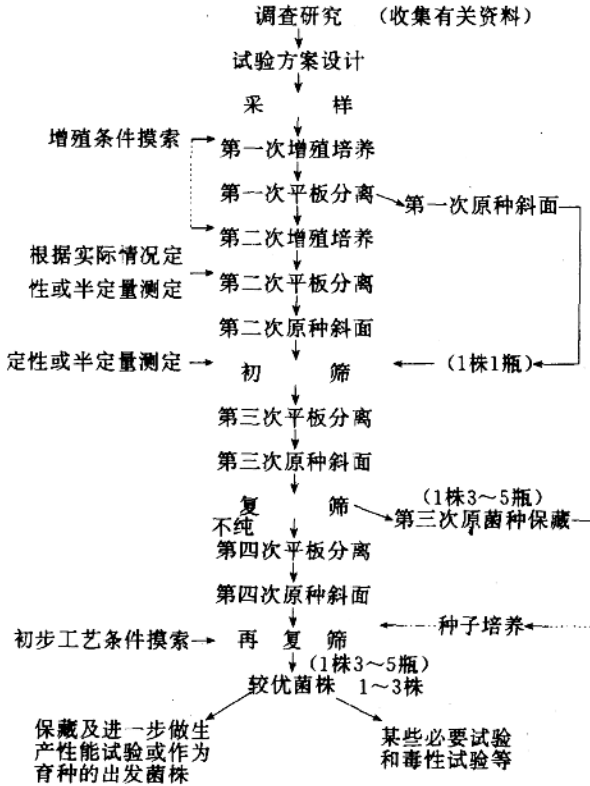 调查研究 （收集有关资料）
试验方案设计
采 样
增殖条件摸索
第一次增殖培养
第一次平板分离
第一次原种斜面
第二次增殖培养
根据实际情况定
性或半定量测定
第二次平板分离
第二次原种斜面
定性或半定量测定
初 筛
（1株1瓶）
第三次平板分离
第三次原种斜面
复 筛
（1株3～5瓶）
第三次原菌种保藏
不纯
第四次平板分离
第四次原种斜面
种子培养
初步工艺条件摸索
再 复 筛
（1株3～5瓶）
较优菌株 1～3株
保藏及进一步做生
产性能试验或作为
育种的出发菌株
某些必要试验
和毒性试验等